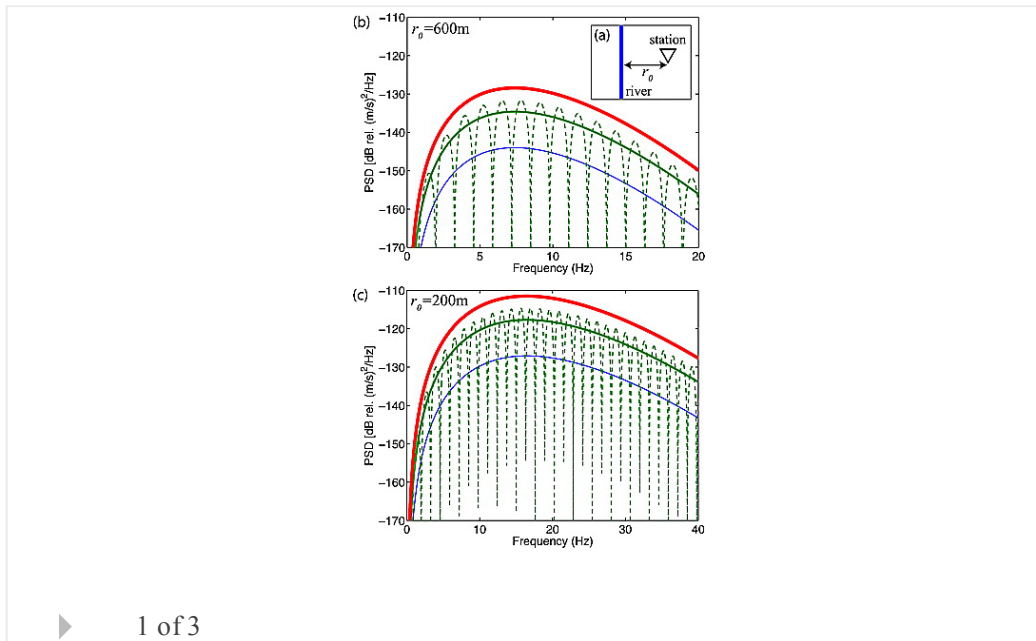 (b)
r₀=600m
(a)
station
r₀
river
PSD [dB rel. (m/s)²/Hz]
−110
−120
−130
−140
−150
−160
−170
0 5 10 15 20
Frequency (Hz)
(c)
r₀=200m
PSD [dB rel. (m/s)²/Hz]
−110
−120
−130
−140
−150
−160
−170
0 10 20 30 40
Frequency (Hz)
1 of 3